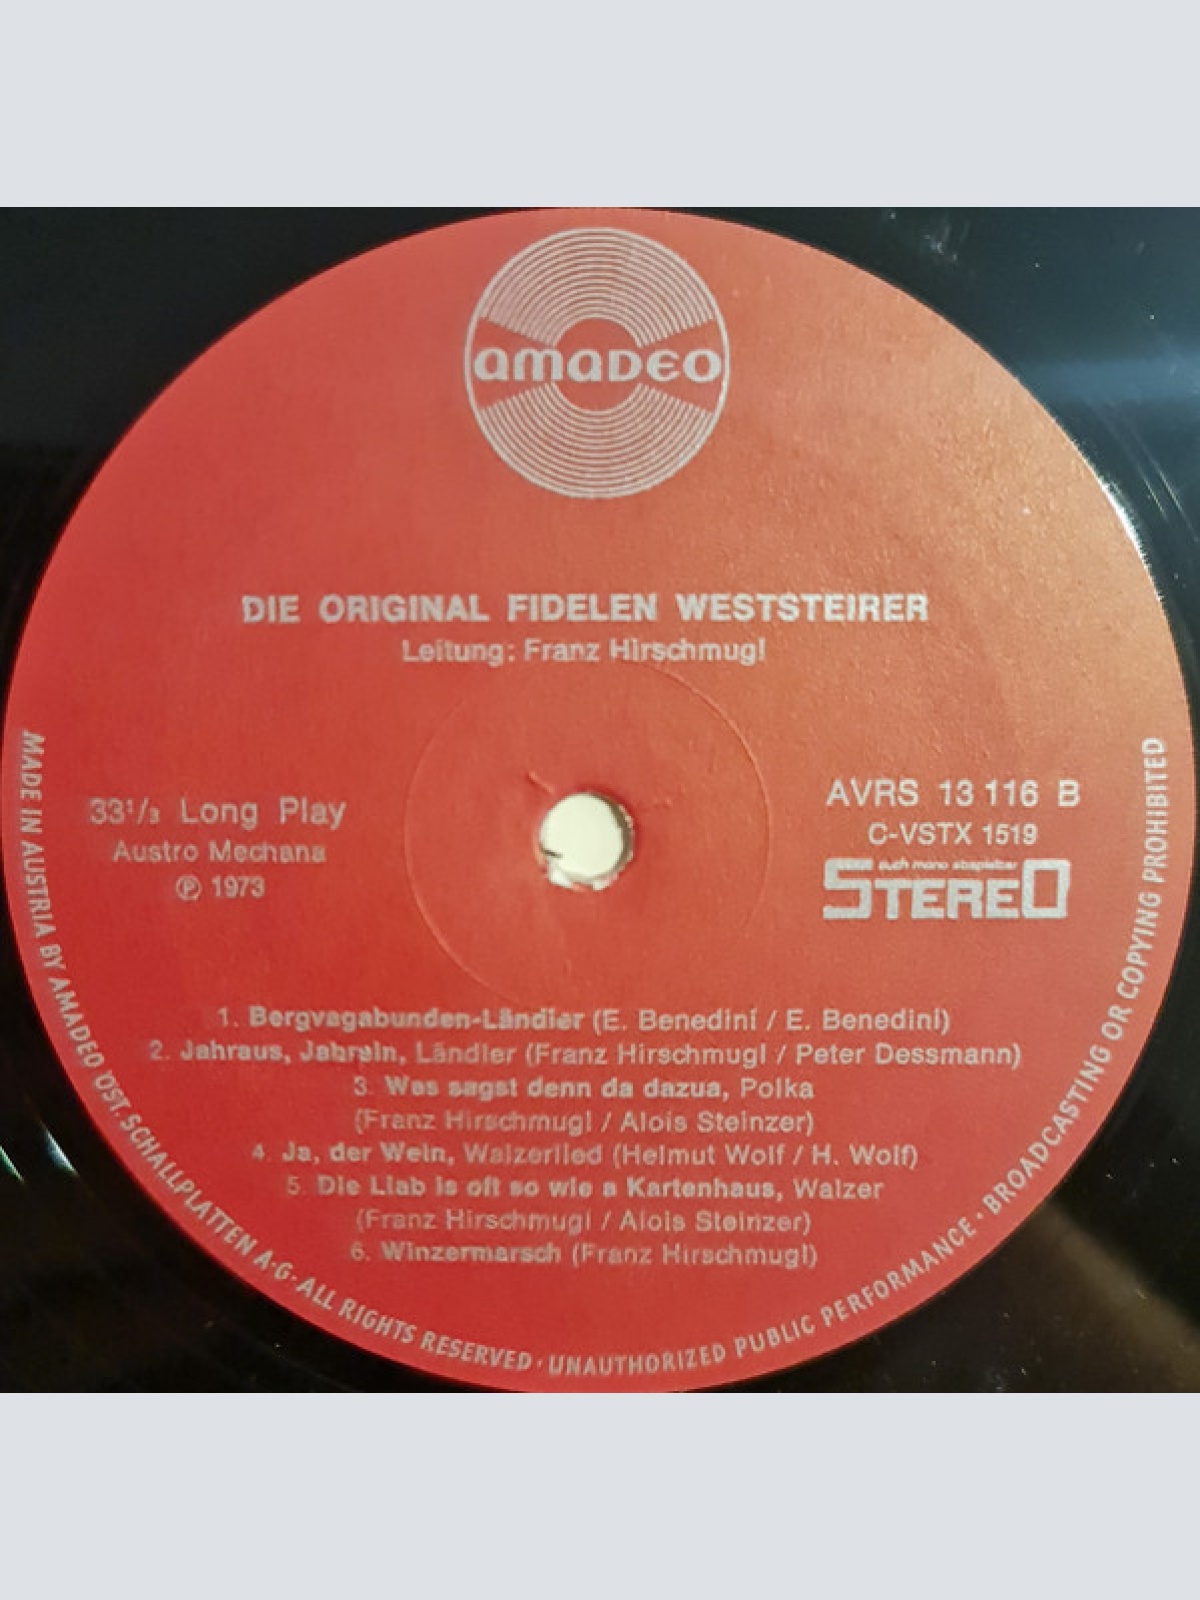 amaDEO
DIE ORIGINAL FIDELEN WESTSTEIRER
Leitung: Franz Hirschmugl
33¹/₃ Long Play
Austro Mechana
℗ 1973
AVRS 13 116 B
C-VSTX 1519
auch mono abspielbar
STEREO
1. Bergvagabunden-Ländler (E. Benedini / E. Benedini)
2. Jahraus, Jahrein, Ländler (Franz Hirschmugl / Peter Dessmann)
3. Was sagst denn da dazua, Polka
(Franz Hirschmugl / Alois Steinzer)
4. Ja, der Wein, Walzerlied (Helmut Wolf / H. Wolf)
5. Die Liab is oft so wie a Kartenhaus, Walzer
(Franz Hirschmugl / Alois Steinzer)
6. Winzermarsch (Franz Hirschmugl)
MADE IN AUSTRIA BY AMADEO ÖST. SCHALLPLATTEN A·G· ALL RIGHTS RESERVED · UNAUTHORIZED PUBLIC PERFORMANCE · BROADCASTING OR COPYING PROHIBITED